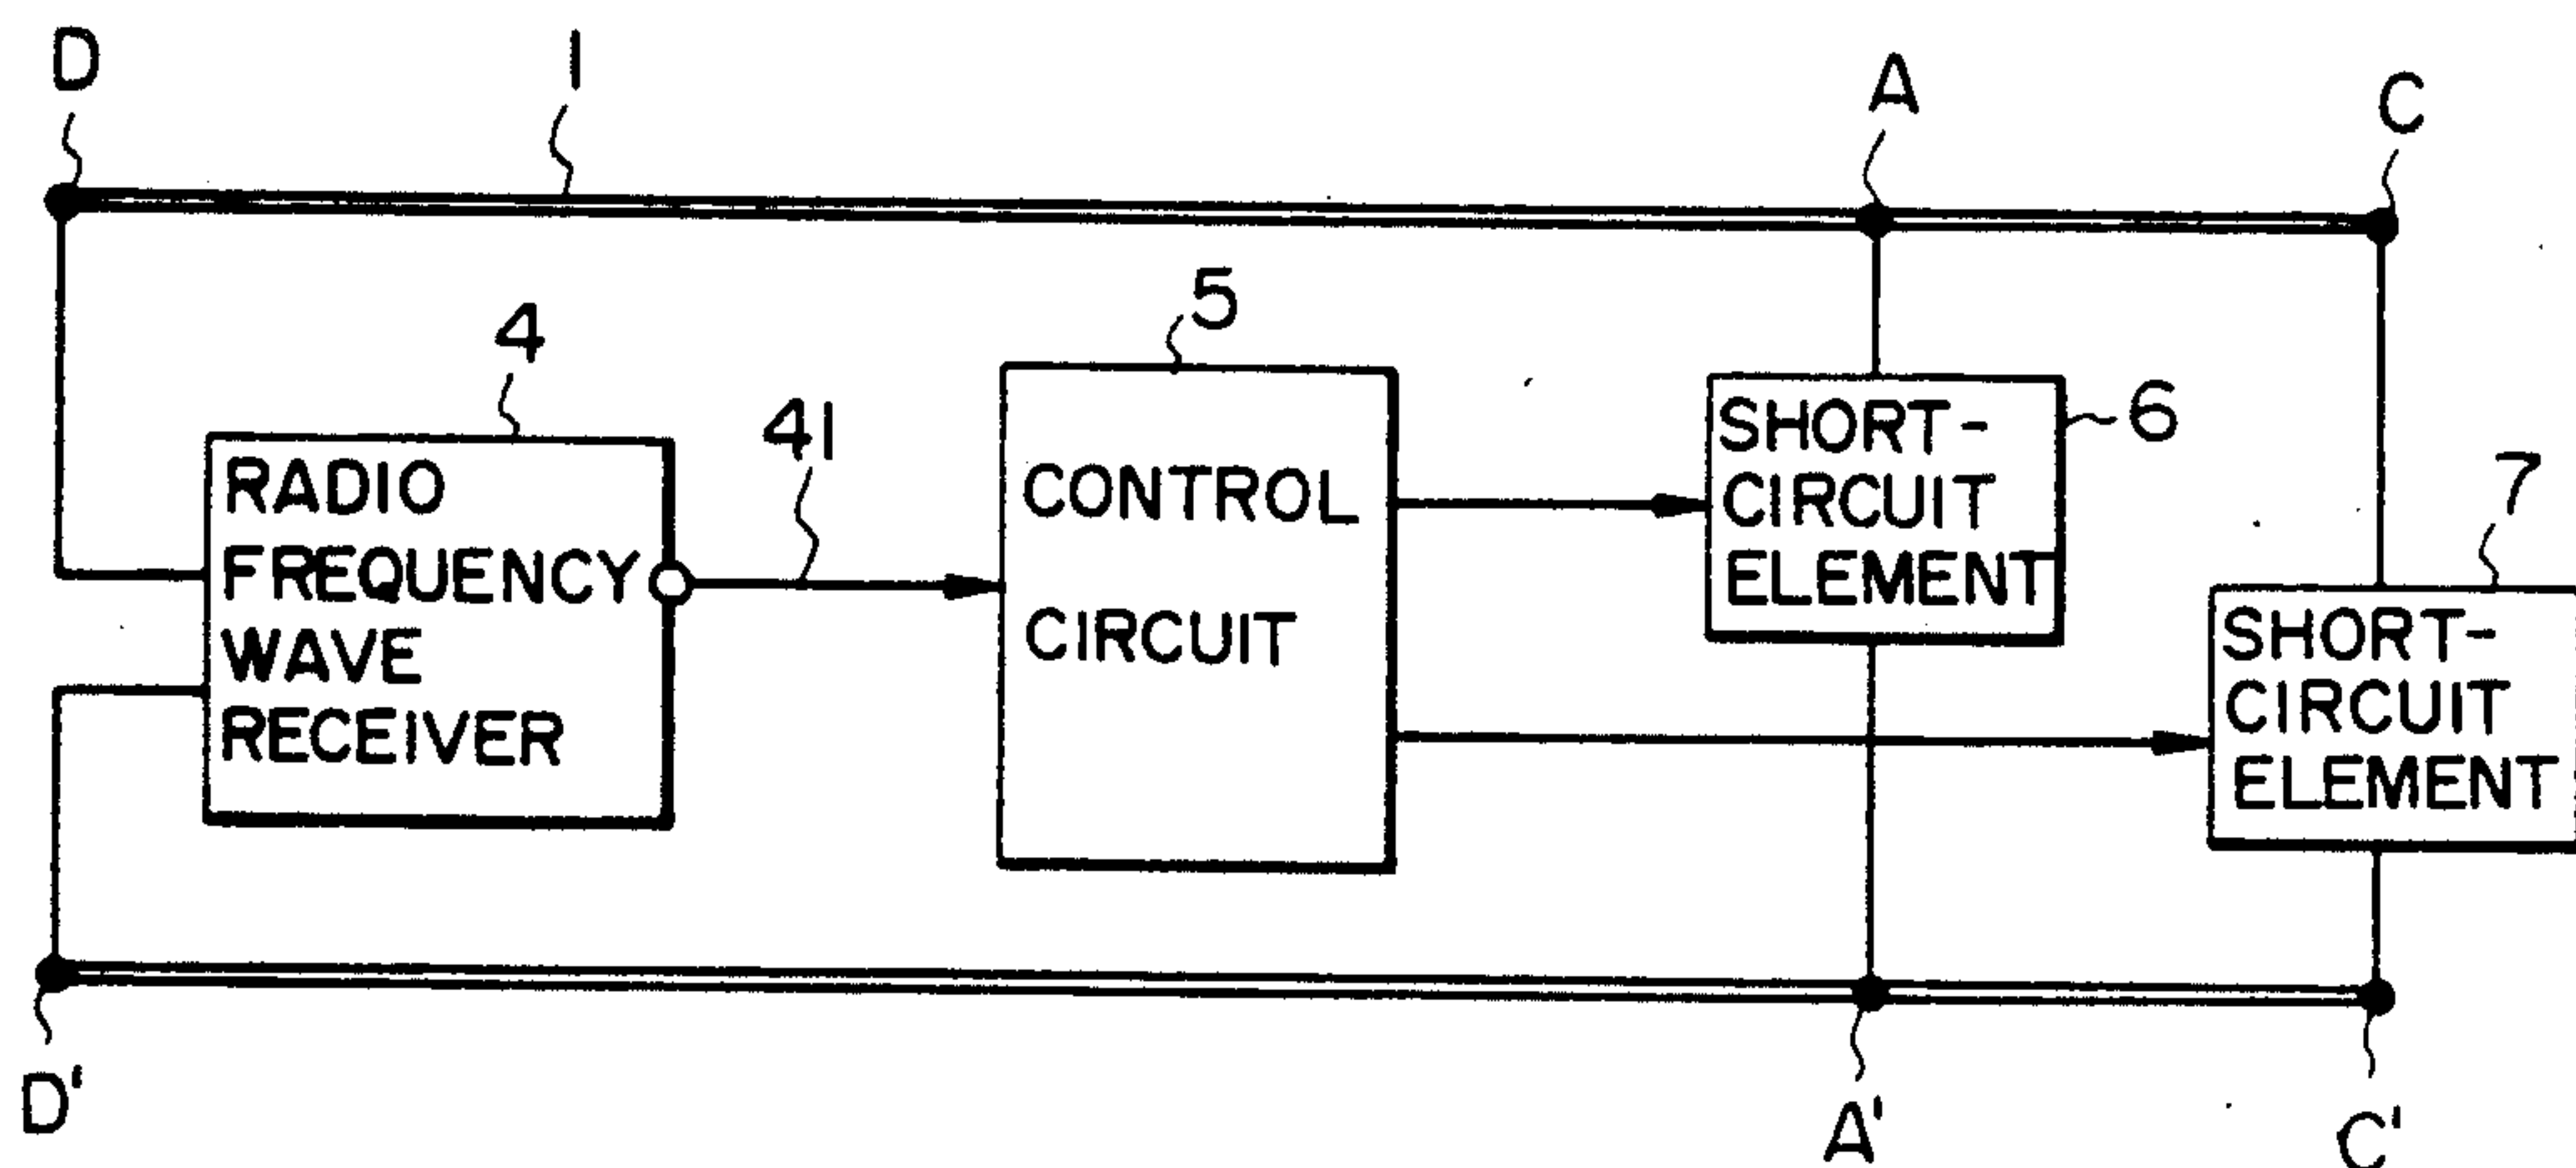 D
1
A
C
4
41
5
6
7
RADIO
FREQUENCY
WAVE
RECEIVER
CONTROL
CIRCUIT
SHORT-
CIRCUIT
ELEMENT
SHORT-
CIRCUIT
ELEMENT
D'
A'
C'